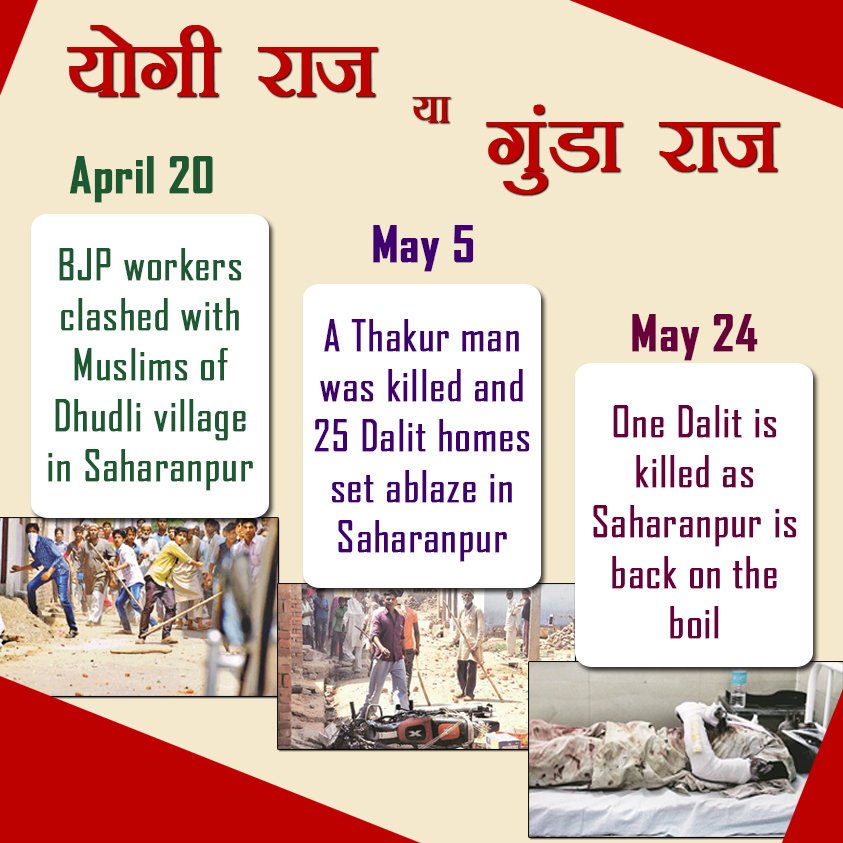 योगी राज
या
गुंडा राज
April 20
BJP workers
clashed with
Muslims of
Dhudli village
in Saharanpur
May 5
A Thakur man
was killed and
25 Dalit homes
set ablaze in
Saharanpur
May 24
One Dalit is
killed as
Saharanpur is
back on the
boil